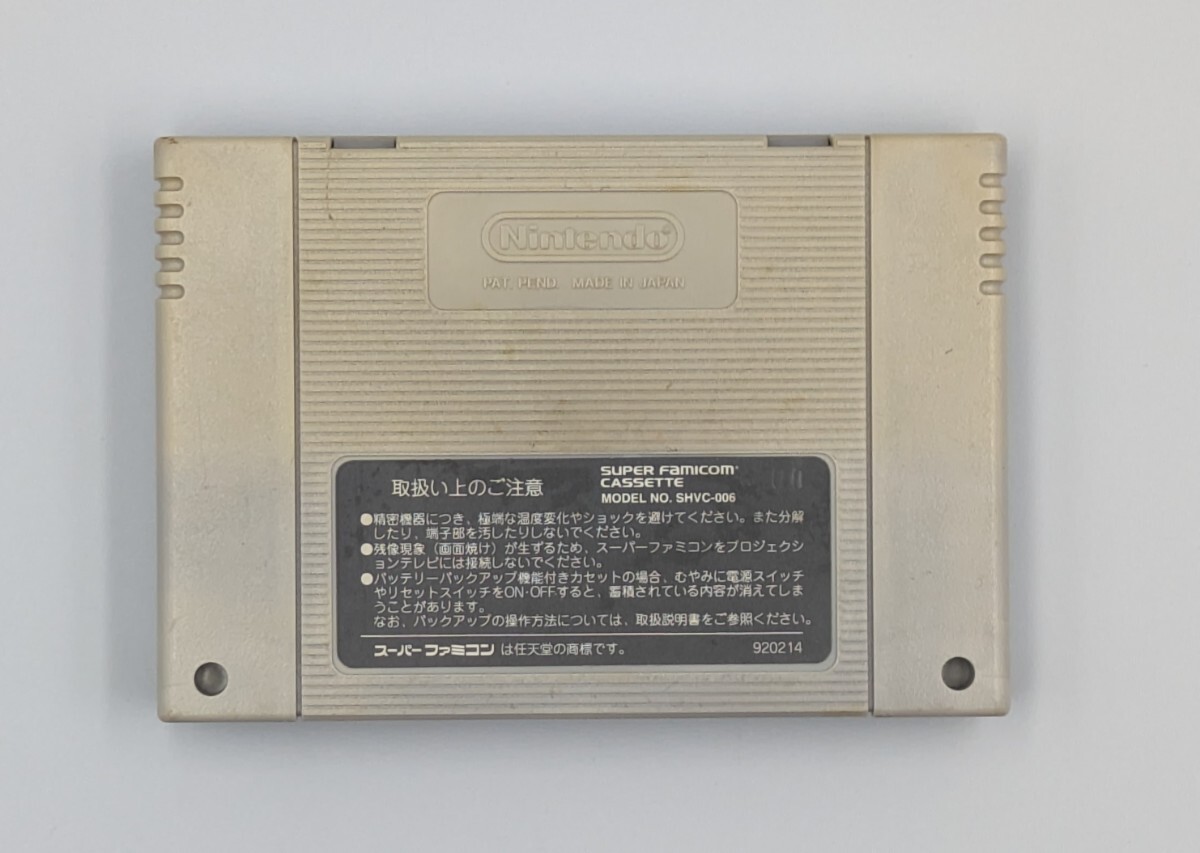 Nintendo®
PAT. PEND. MADE IN JAPAN
取扱い上のご注意
SUPER FAMICOM®
CASSETTE
MODEL NO. SHVC-006
●精密機器につき、極端な温度変化やショックを避けてください。また分解
したり、端子部を汚したりしないでください。
●残像現象（画面焼け）が生ずるため、スーパーファミコンをプロジェクシ
ョンテレビには接続しないでください。
●バッテリーバックアップ機能付きカセットの場合、むやみに電源スイッチ
やリセットスイッチをON・OFFすると、蓄積されている内容が消えてしま
うことがあります。
なお、バックアップの操作方法については、取扱説明書をご参照ください。
スーパーファミコンは任天堂の商標です。 920214